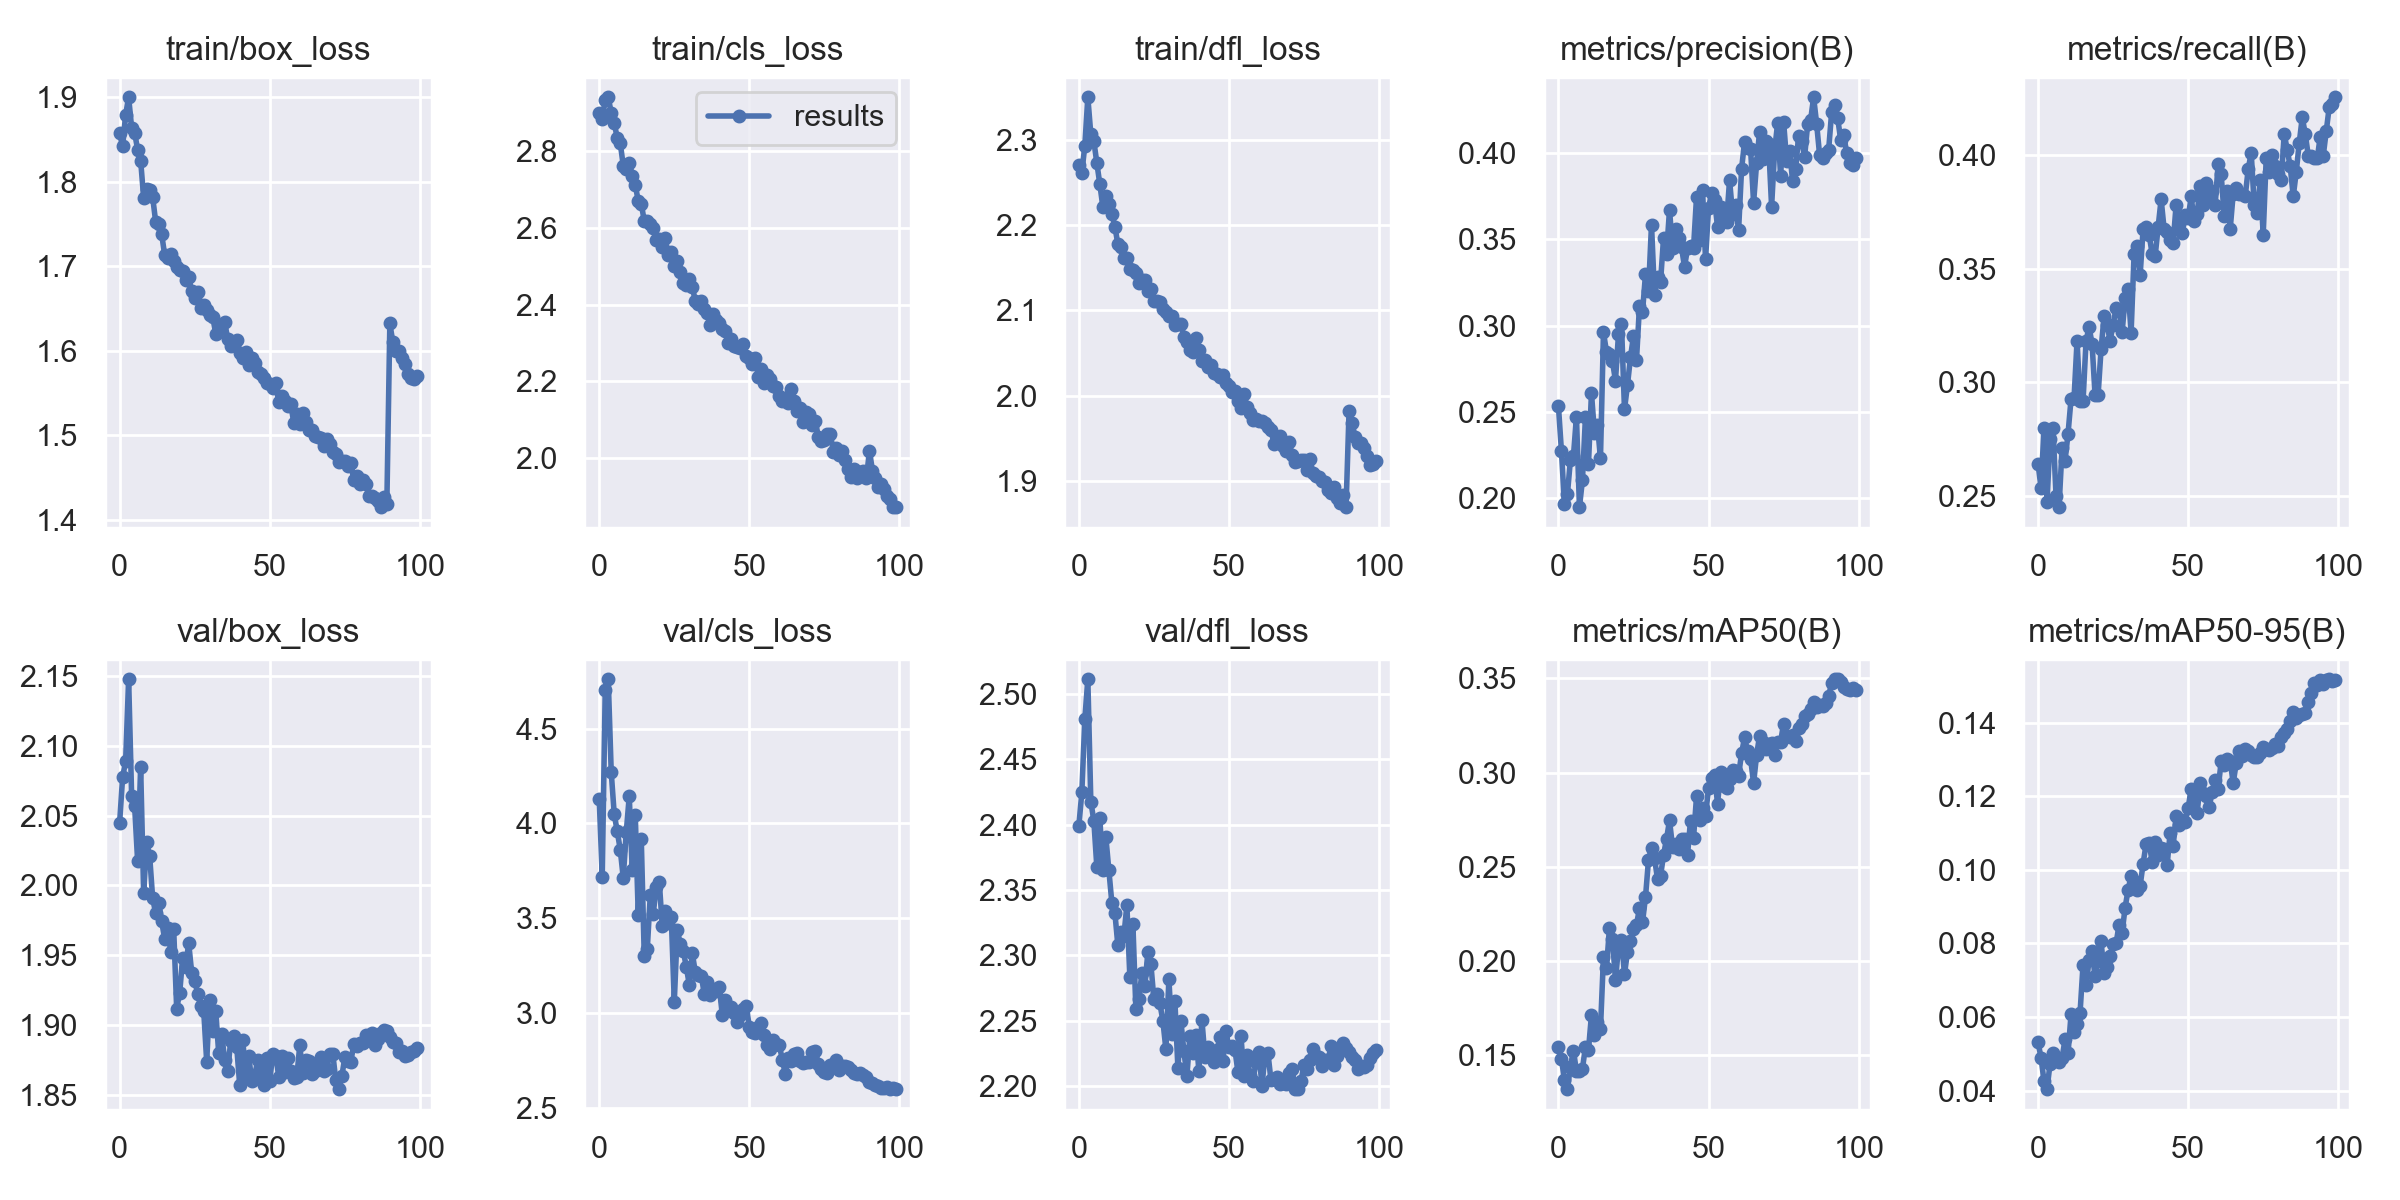 train/box_loss
1.9
1.8
1.7
1.6
1.5
1.4
0 50 100
train/cls_loss
results
2.8
2.6
2.4
2.2
2.0
0 50 100
train/dfl_loss
2.3
2.2
2.1
2.0
1.9
0 50 100
metrics/precision(B)
0.40
0.35
0.30
0.25
0.20
0 50 100
metrics/recall(B)
0.40
0.35
0.30
0.25
0 50 100
val/box_loss
2.15
2.10
2.05
2.00
1.95
1.90
1.85
0 50 100
val/cls_loss
4.5
4.0
3.5
3.0
2.5
0 50 100
val/dfl_loss
2.50
2.45
2.40
2.35
2.30
2.25
2.20
0 50 100
metrics/mAP50(B)
0.35
0.30
0.25
0.20
0.15
0 50 100
metrics/mAP50-95(B)
0.14
0.12
0.10
0.08
0.06
0.04
0 50 100